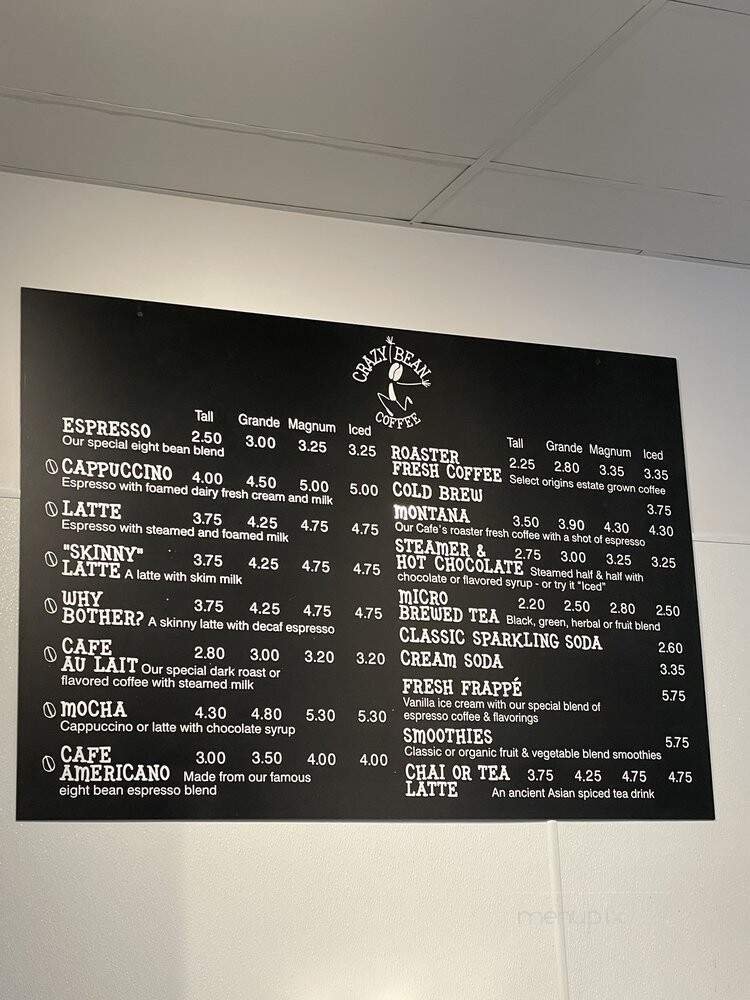 CRAZY BEAN
COFFEE
Tall Grande Magnum Iced
ESPRESSO 2.50 3.00 3.25 3.25
Our special eight bean blend
CAPPUCCINO 4.00 4.50 5.00 5.00
Espresso with foamed dairy fresh cream and milk
LATTE 3.75 4.25 4.75 4.75
Espresso with steamed and foamed milk
"SKINNY" 3.75 4.25 4.75 4.75
LATTE A latte with skim milk
WHY 3.75 4.25 4.75 4.75
BOTHER? A skinny latte with decaf espresso
CAFE 2.80 3.00 3.20 3.20
AU LAIT Our special dark roast or
flavored coffee with steamed milk
MOCHA 4.30 4.80 5.30 5.30
Cappuccino or latte with chocolate syrup
CAFE 3.00 3.50 4.00 4.00
AMERICANO Made from our famous
eight bean espresso blend
Tall Grande Magnum Iced
ROASTER 2.25 2.80 3.35 3.35
FRESH COFFEE Select origins estate grown coffee
COLD BREW 3.75
MONTANA 3.50 3.90 4.30 4.30
Our Cafe's roaster fresh coffee with a shot of espresso
STEAMER & 2.75 3.00 3.25 3.25
HOT CHOCOLATE Steamed half & half with
chocolate or flavored syrup - or try it "Iced"
MICRO 2.20 2.50 2.80 2.50
BREWED TEA Black, green, herbal or fruit blend
CLASSIC SPARKLING SODA 2.60
CREAM SODA 3.35
FRESH FRAPPÉ 5.75
Vanilla ice cream with our special blend of
espresso coffee & flavorings
SMOOTHIES 5.75
Classic or organic fruit & vegetable blend smoothies
CHAI OR TEA 3.75 4.25 4.75 4.75
LATTE An ancient Asian spiced tea drink
menupix